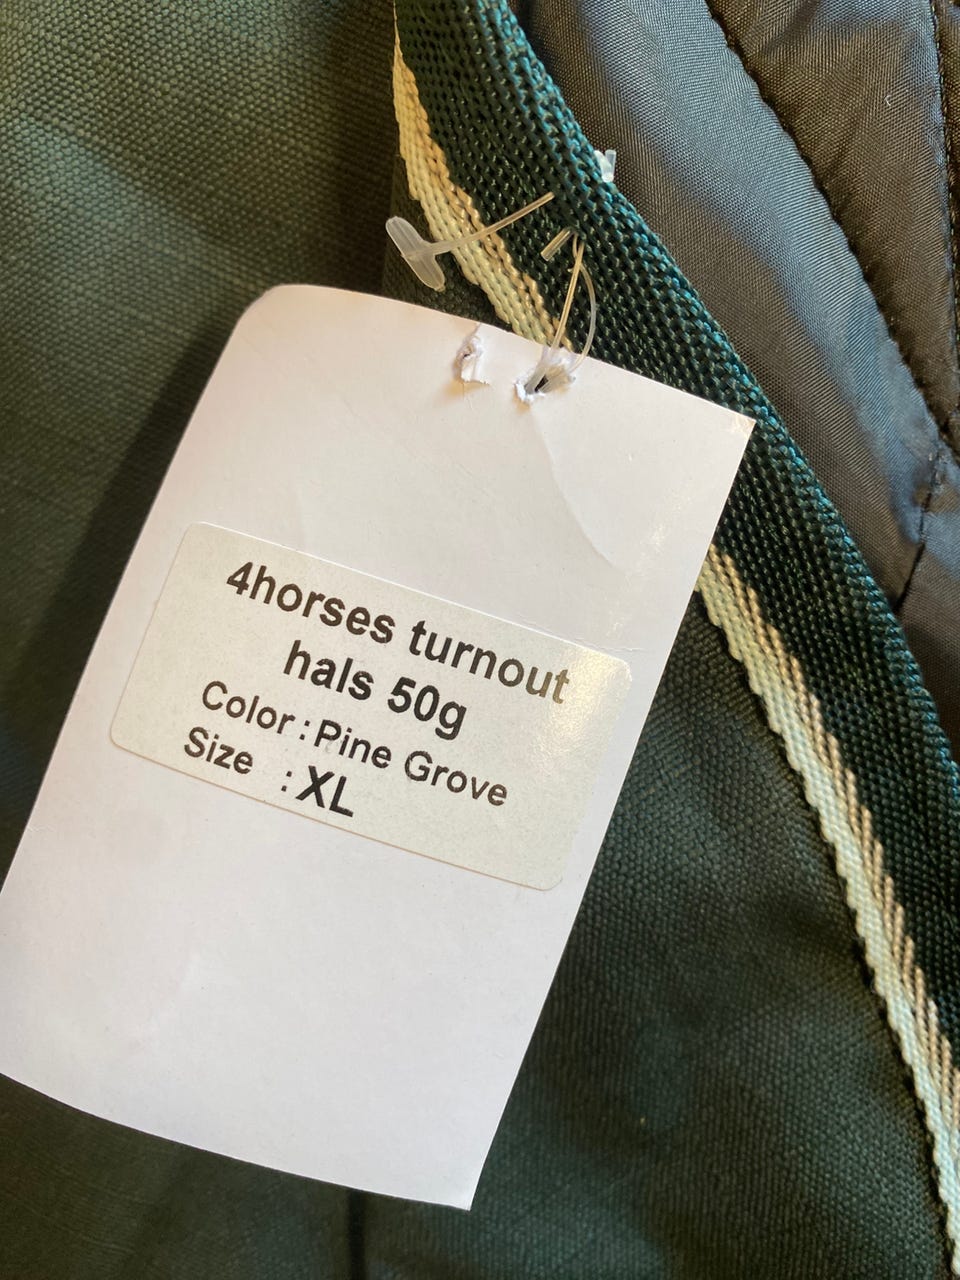 4horses turnout
hals 50g
Color : Pine Grove
Size : XL